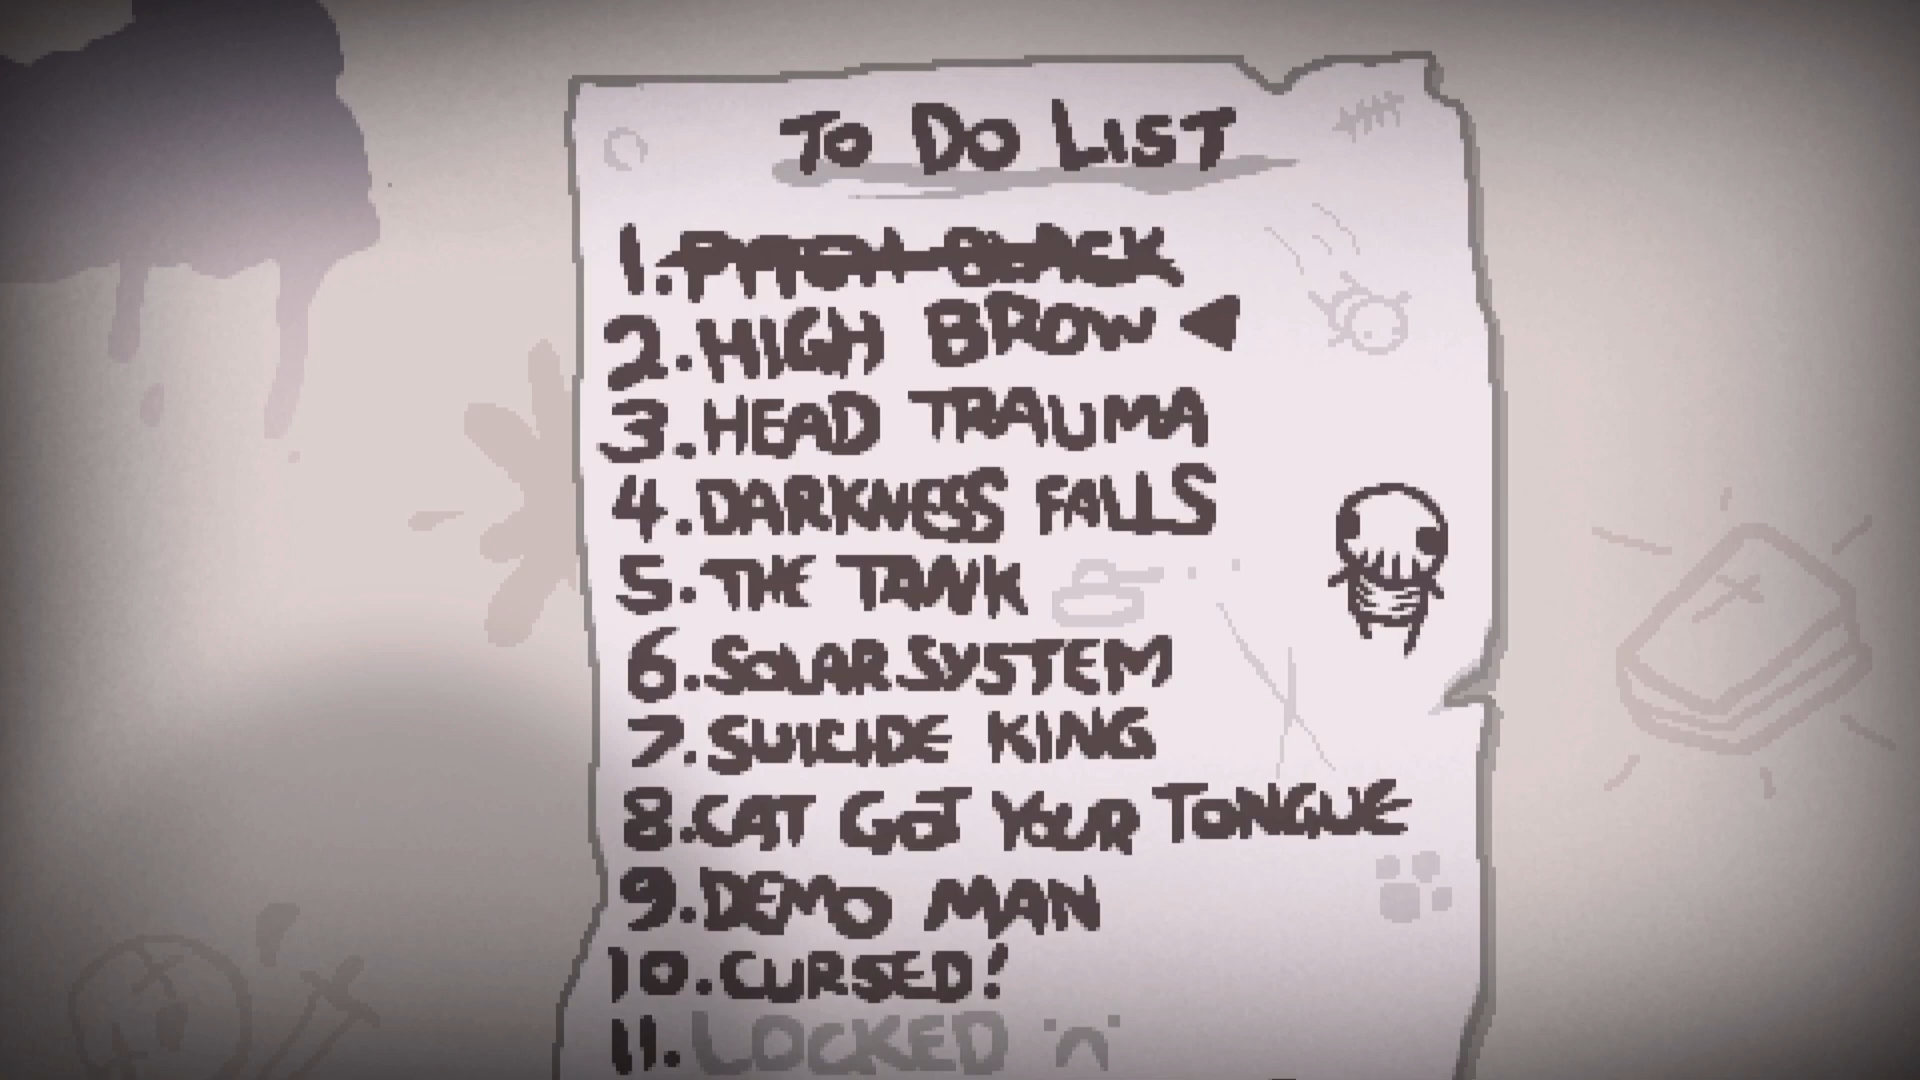 TO DO LIST
1. PITCH BLACK
2. HIGH BROW
3. HEAD TRAUMA
4. DARKNESS FALLS
5. THE TANK
6. SOLAR SYSTEM
7. SUICIDE KING
8. CAT GOT YOUR TONGUE
9. DEMO MAN
10. CURSED!
11. LOCKED